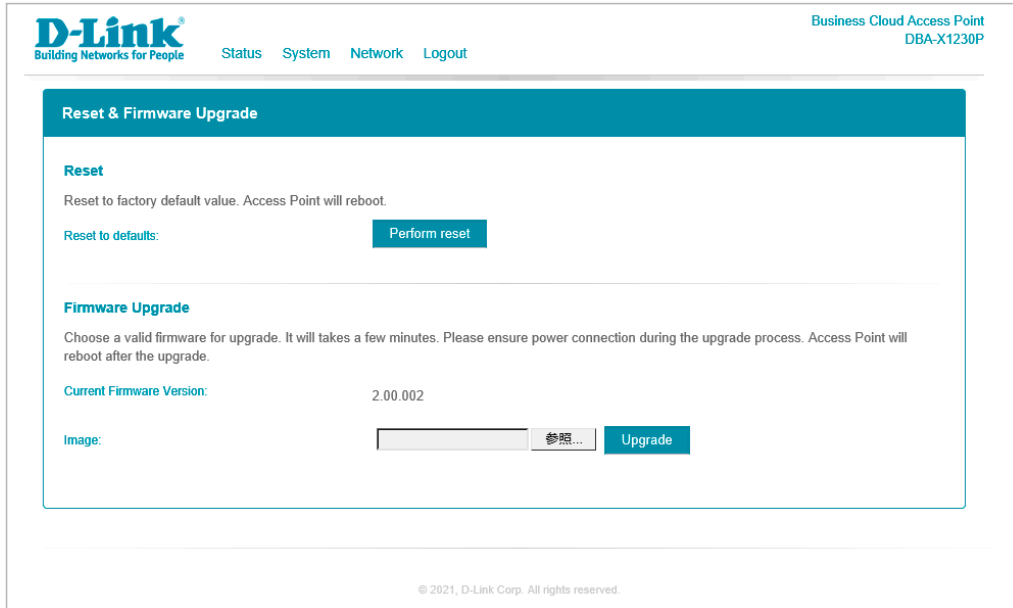 D-Link®
Building Networks for People
Status System Network Logout
Business Cloud Access Point
DBA-X1230P
Reset & Firmware Upgrade
Reset
Reset to factory default value. Access Point will reboot.
Reset to defaults:
Perform reset
Firmware Upgrade
Choose a valid firmware for upgrade. It will takes a few minutes. Please ensure power connection during the upgrade process. Access Point will
reboot after the upgrade.
Current Firmware Version:
2.00.002
Image:
参照...
Upgrade
© 2021, D-Link Corp. All rights reserved.